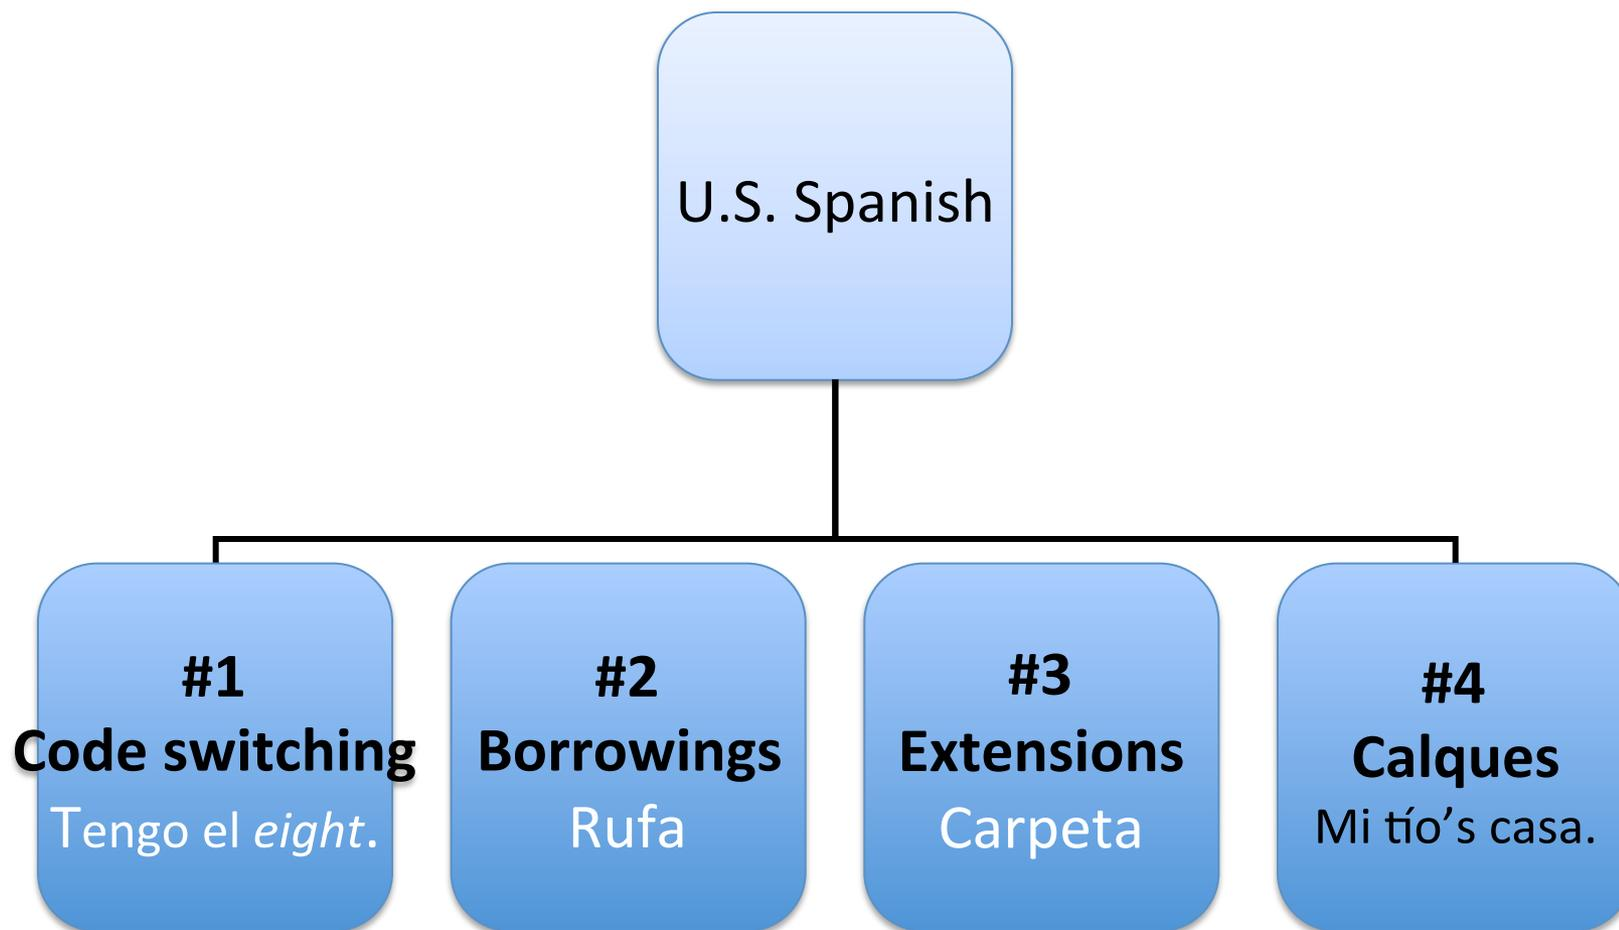 U.S. Spanish
#1
Code switching
Tengo el eight.
#2
Borrowings
Rufa
#3
Extensions
Carpeta
#4
Calques
Mi tío’s casa.